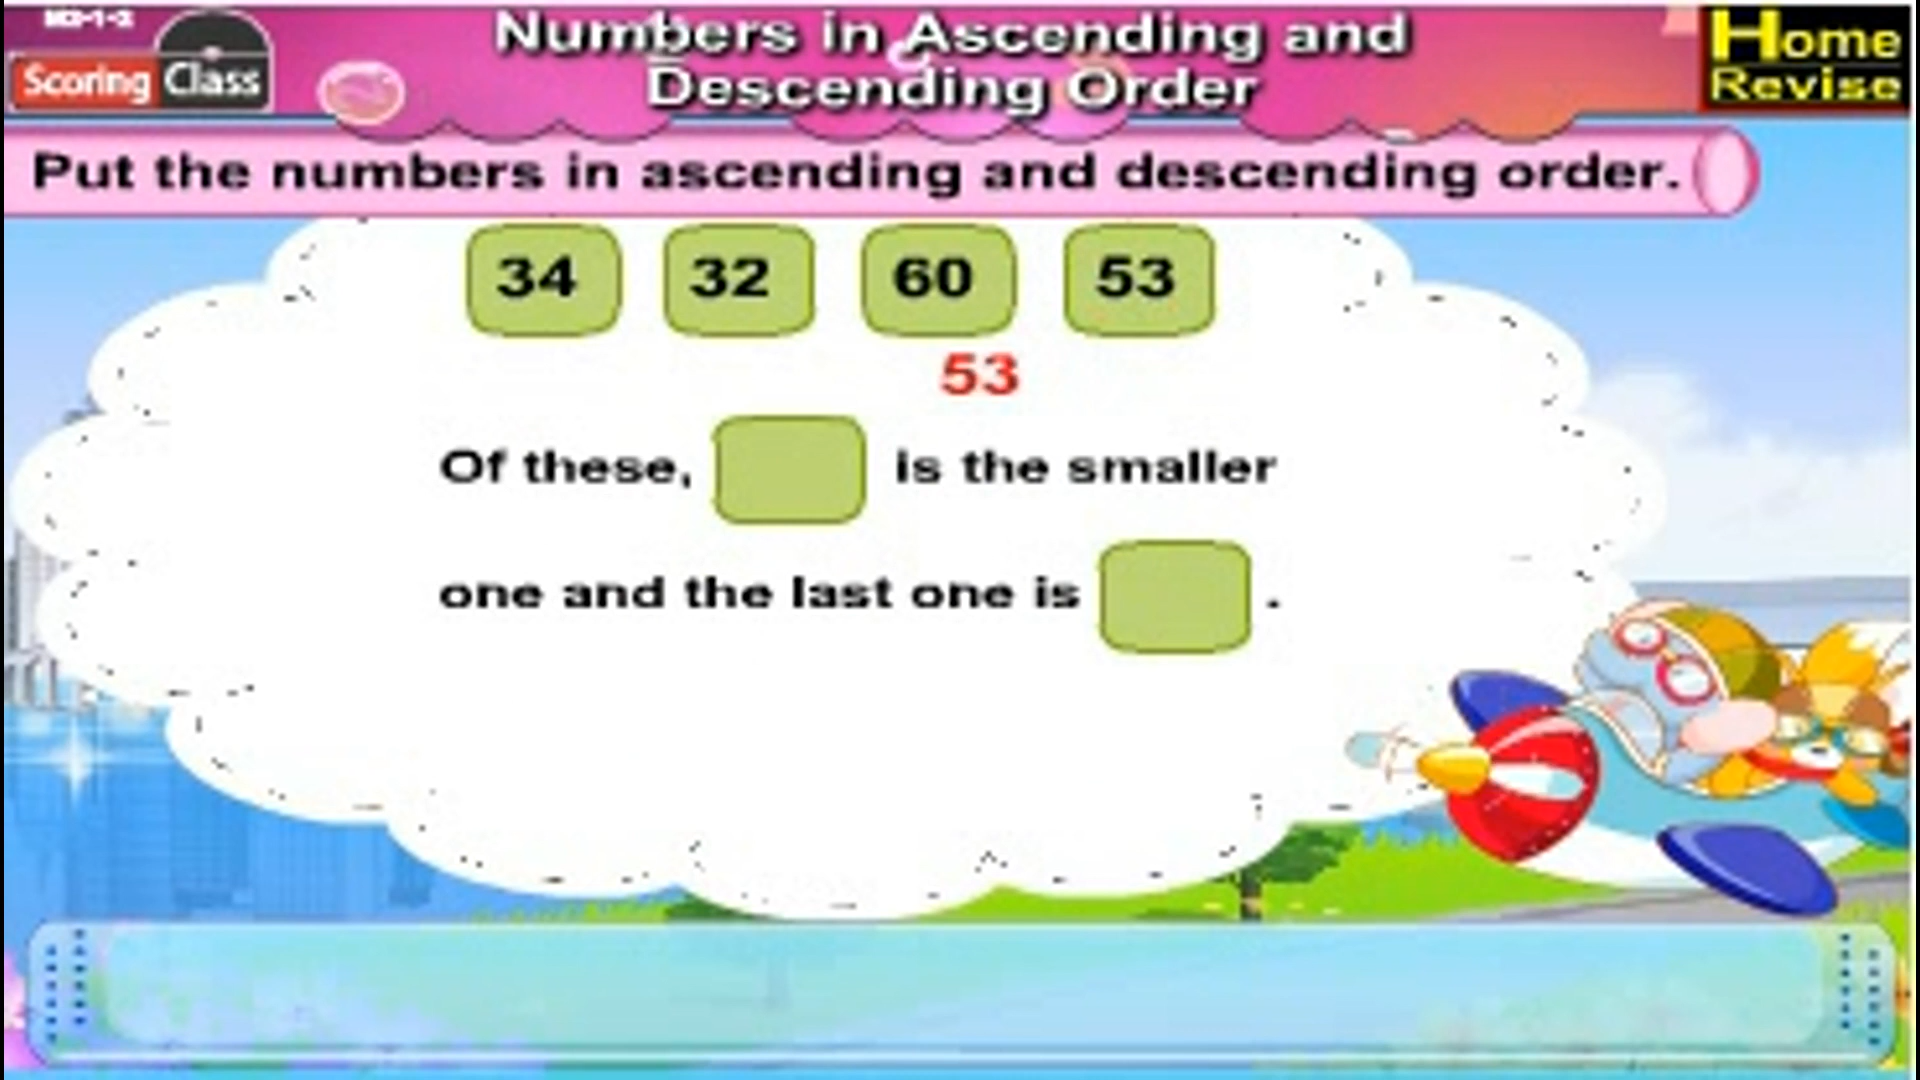 Scoring Class
Numbers in Ascending and
Descending Order
Home
Revise
Put the numbers in ascending and descending order.
34 32 60 53
53
Of these, is the smaller
one and the last one is .